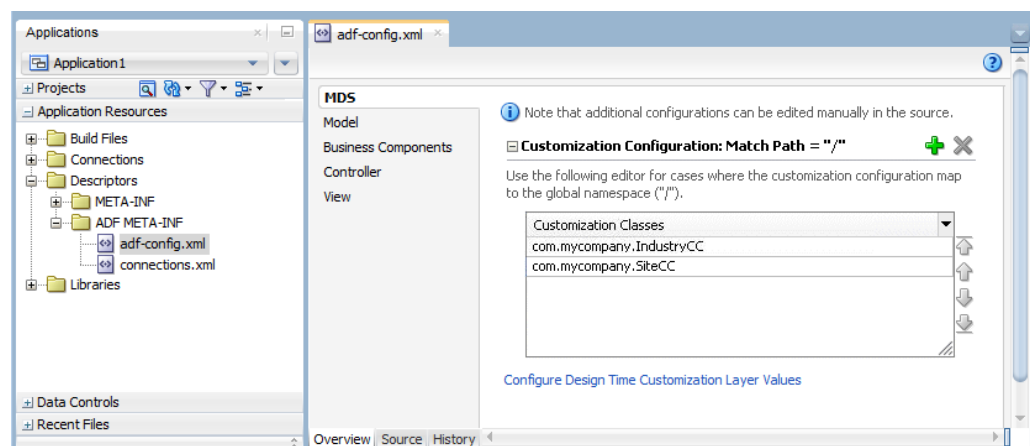 Applications
Application1
Projects
Application Resources
Build Files
Connections
Descriptors
META-INF
ADF META-INF
adf-config.xml
connections.xml
Libraries
Data Controls
Recent Files
adf-config.xml
MDS
Model
Business Components
Controller
View
Note that additional configurations can be edited manually in the source.
Customization Configuration: Match Path = "/"
Use the following editor for cases where the customization configuration map
to the global namespace ("/").
Customization Classes
com.mycompany.IndustryCC
com.mycompany.SiteCC
Configure Design Time Customization Layer Values
Overview Source History